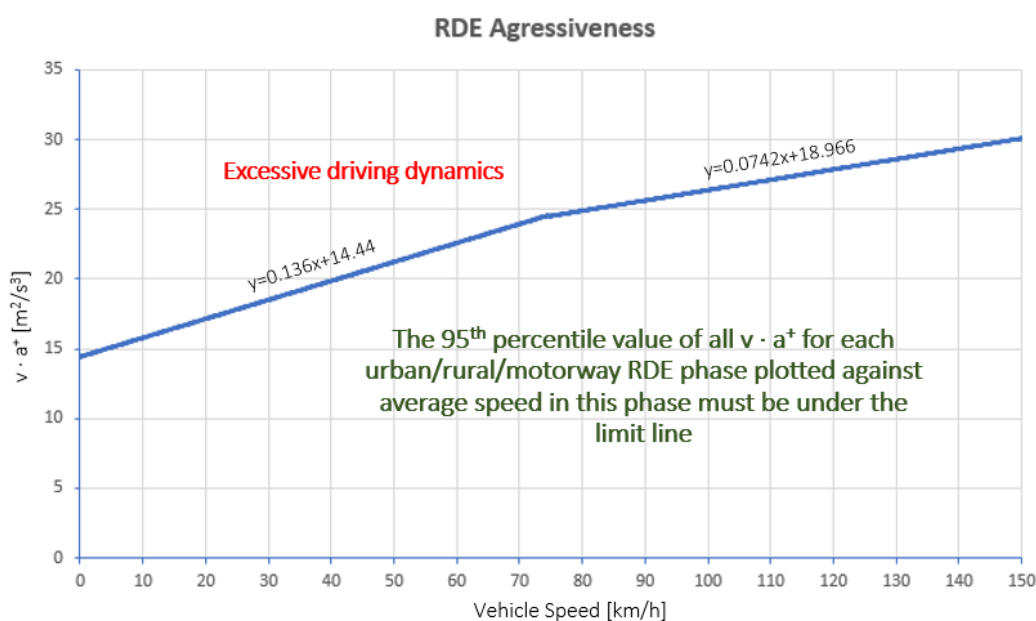 RDE Agressiveness
35
30
25
20
15
10
5
0
v · a⁺ [m²/s³]
y=0.0742x+18.966
Excessive driving dynamics
y=0.136x+14.44
The 95ᵗʰ percentile value of all v · a⁺ for each
urban/rural/motorway RDE phase plotted against
average speed in this phase must be under the
limit line
0 10 20 30 40 50 60 70 80 90 100 110 120 130 140 150
Vehicle Speed [km/h]